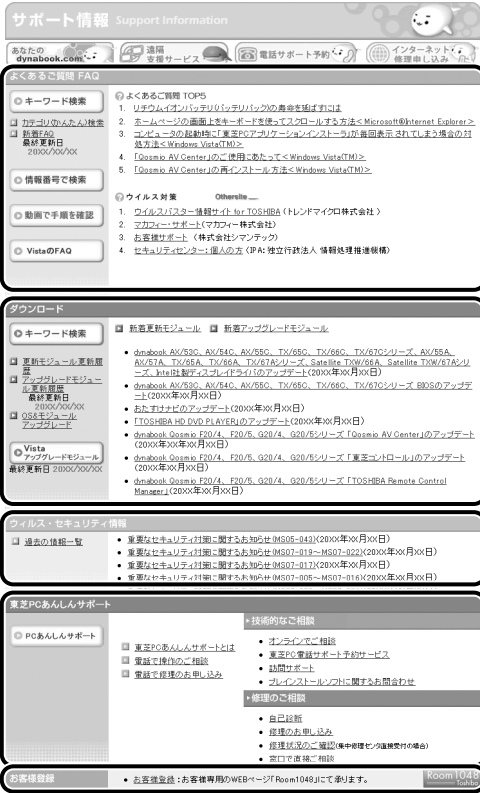 サポート情報 Support Information
あなたの dynabook.com
遠隔支援サービス
電話サポート予約
インターネット修理申し込み
よくあるご質問 FAQ
キーワード検索
カテゴリ(かんたん)検索
新着FAQ
最終更新日
20XX/XX/XX
情報番号で検索
動画で手順を確認
VistaのFAQ
よくあるご質問 TOP5
1. リチウムイオンバッテリ(バッテリパック)の寿命を延ばすには
2. ホームページの画面上をキーボードを使ってスクロールする方法<Microsoft®Internet Explorer>
3. コンピュータの起動時に「東芝PCアプリケーションインストーラ」が毎回表示されてしまう場合の対
処方法<Windows Vista(TM)>
4. 「Qosmio AV Center」のご使用にあたって<Windows Vista(TM)>
5. 「Qosmio AV Center」の再インストール方法<Windows Vista(TM)>
ウイルス対策 Othersite
1. ウイルスバスター情報サイト for TOSHIBA (トレンドマイクロ株式会社)
2. マカフィー・サポート(マカフィー株式会社)
3. お客様サポート (株式会社シマンテック)
4. セキュリティセンター:個人の方 (IPA:独立行政法人 情報処理推進機構)
ダウンロード
キーワード検索
更新モジュール更新履
歴
アップグレードモジュー
ル更新履歴
最終更新日
20XX/XX/XX
OS&モジュール
アップグレード
Vista
アップグレードモジュール
最終更新日 20XX/XX/XX
新着更新モジュール 新着アップグレードモジュール
• dynabook AX/53C、AX/54C、AX/55C、TX/65C、TX/66C、TX/67Cシリーズ、AX/55A、
AX/57A、TX/65A、TX/66A、TX/67Aシリーズ、Satellite TXW/66A、Satellite TXW/67Aシリ
ーズ、Intel社製ディスプレイドライバのアップデート(20XX年XX月XX日)
• dynabook AX/53C、AX/54C、AX/55C、TX/65C、TX/66C、TX/67Cシリーズ BIOSのアップデ
ート(20XX年XX月XX日)
• おたすけナビのアップデート(20XX年XX月XX日)
• 「TOSHIBA HD DVD PLAYER」のアップデート(20XX年XX月XX日)
• dynabook Qosmio F20/4、F20/5、G20/4、G20/5シリーズ 「Qosmio AV Center」のアップデート
(20XX年XX月XX日)
• dynabook Qosmio F20/4、F20/5、G20/4、G20/5シリーズ 「東芝コントロール」のアップデート
(20XX年XX月XX日)
• dynabook Qosmio F20/4、F20/5、G20/4、G20/5シリーズ 「TOSHIBA Remote Control
Manager」(20XX年XX月XX日)
ウィルス・セキュリティ情報
過去の情報一覧
• 重要なセキュリティ対策に関するお知らせ(MS05-043)(20XX年XX月XX日)
• 重要なセキュリティ対策に関するお知らせ(MS07-019～MS07-022)(20XX年XX月XX日)
• 重要なセキュリティ対策に関するお知らせ(MS07-017)(20XX年XX月XX日)
• 重要なセキュリティ対策に関するお知らせ(MS07-005～MS07-016)(20XX年XX月XX日)
東芝PCあんしんサポート
PCあんしんサポート
東芝PCあんしんサポートとは
電話で操作のご相談
電話で修理のお申し込み
技術的なご相談
• オンラインでご相談
• 東芝PC電話サポート予約サービス
• 訪問サポート
• プレインストールソフトに関するお問合わせ
修理のご相談
• 自己診断
• 修理のお申し込み
• 修理状況のご確認(集中修理センタ直接受付の場合)
• 窓口で直接ご相談
お客様登録
• お客様登録:お客様専用のWEBページ「Room1048」にて承ります。
Room1048
Toshiba